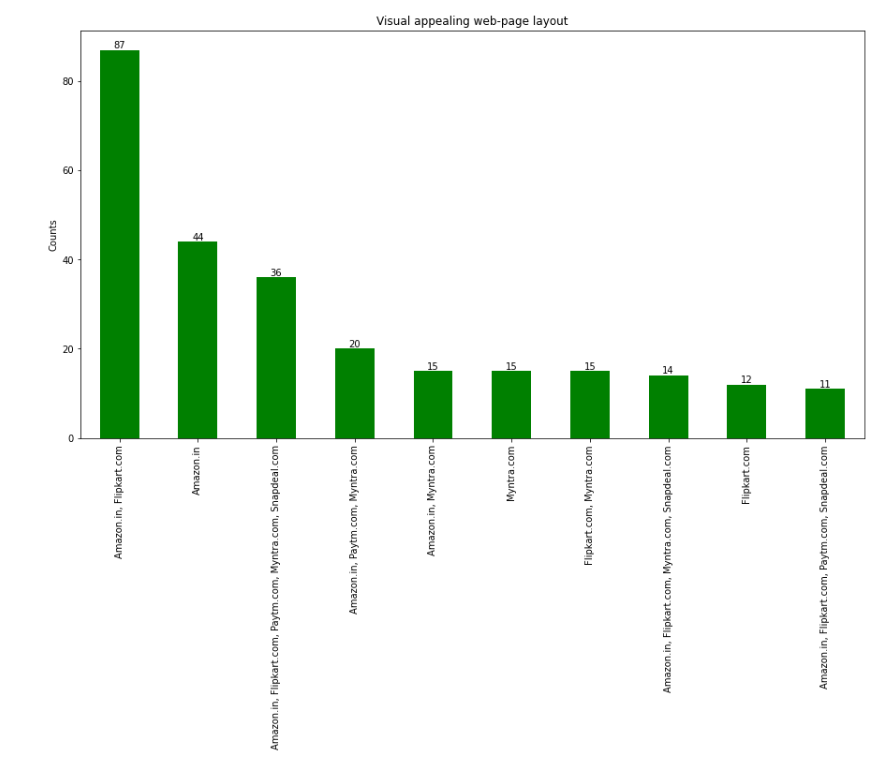 Visual appealing web-page layout
Counts
80
60
40
20
0
87
44
36
20
15
15
15
14
12
11
Amazon.in, Flipkart.com
Amazon.in
Amazon.in, Flipkart.com, Paytm.com, Myntra.com, Snapdeal.com
Amazon.in, Paytm.com, Myntra.com
Amazon.in, Myntra.com
Myntra.com
Flipkart.com, Myntra.com
Amazon.in, Flipkart.com, Myntra.com, Snapdeal.com
Flipkart.com
Amazon.in, Flipkart.com, Paytm.com, Snapdeal.com